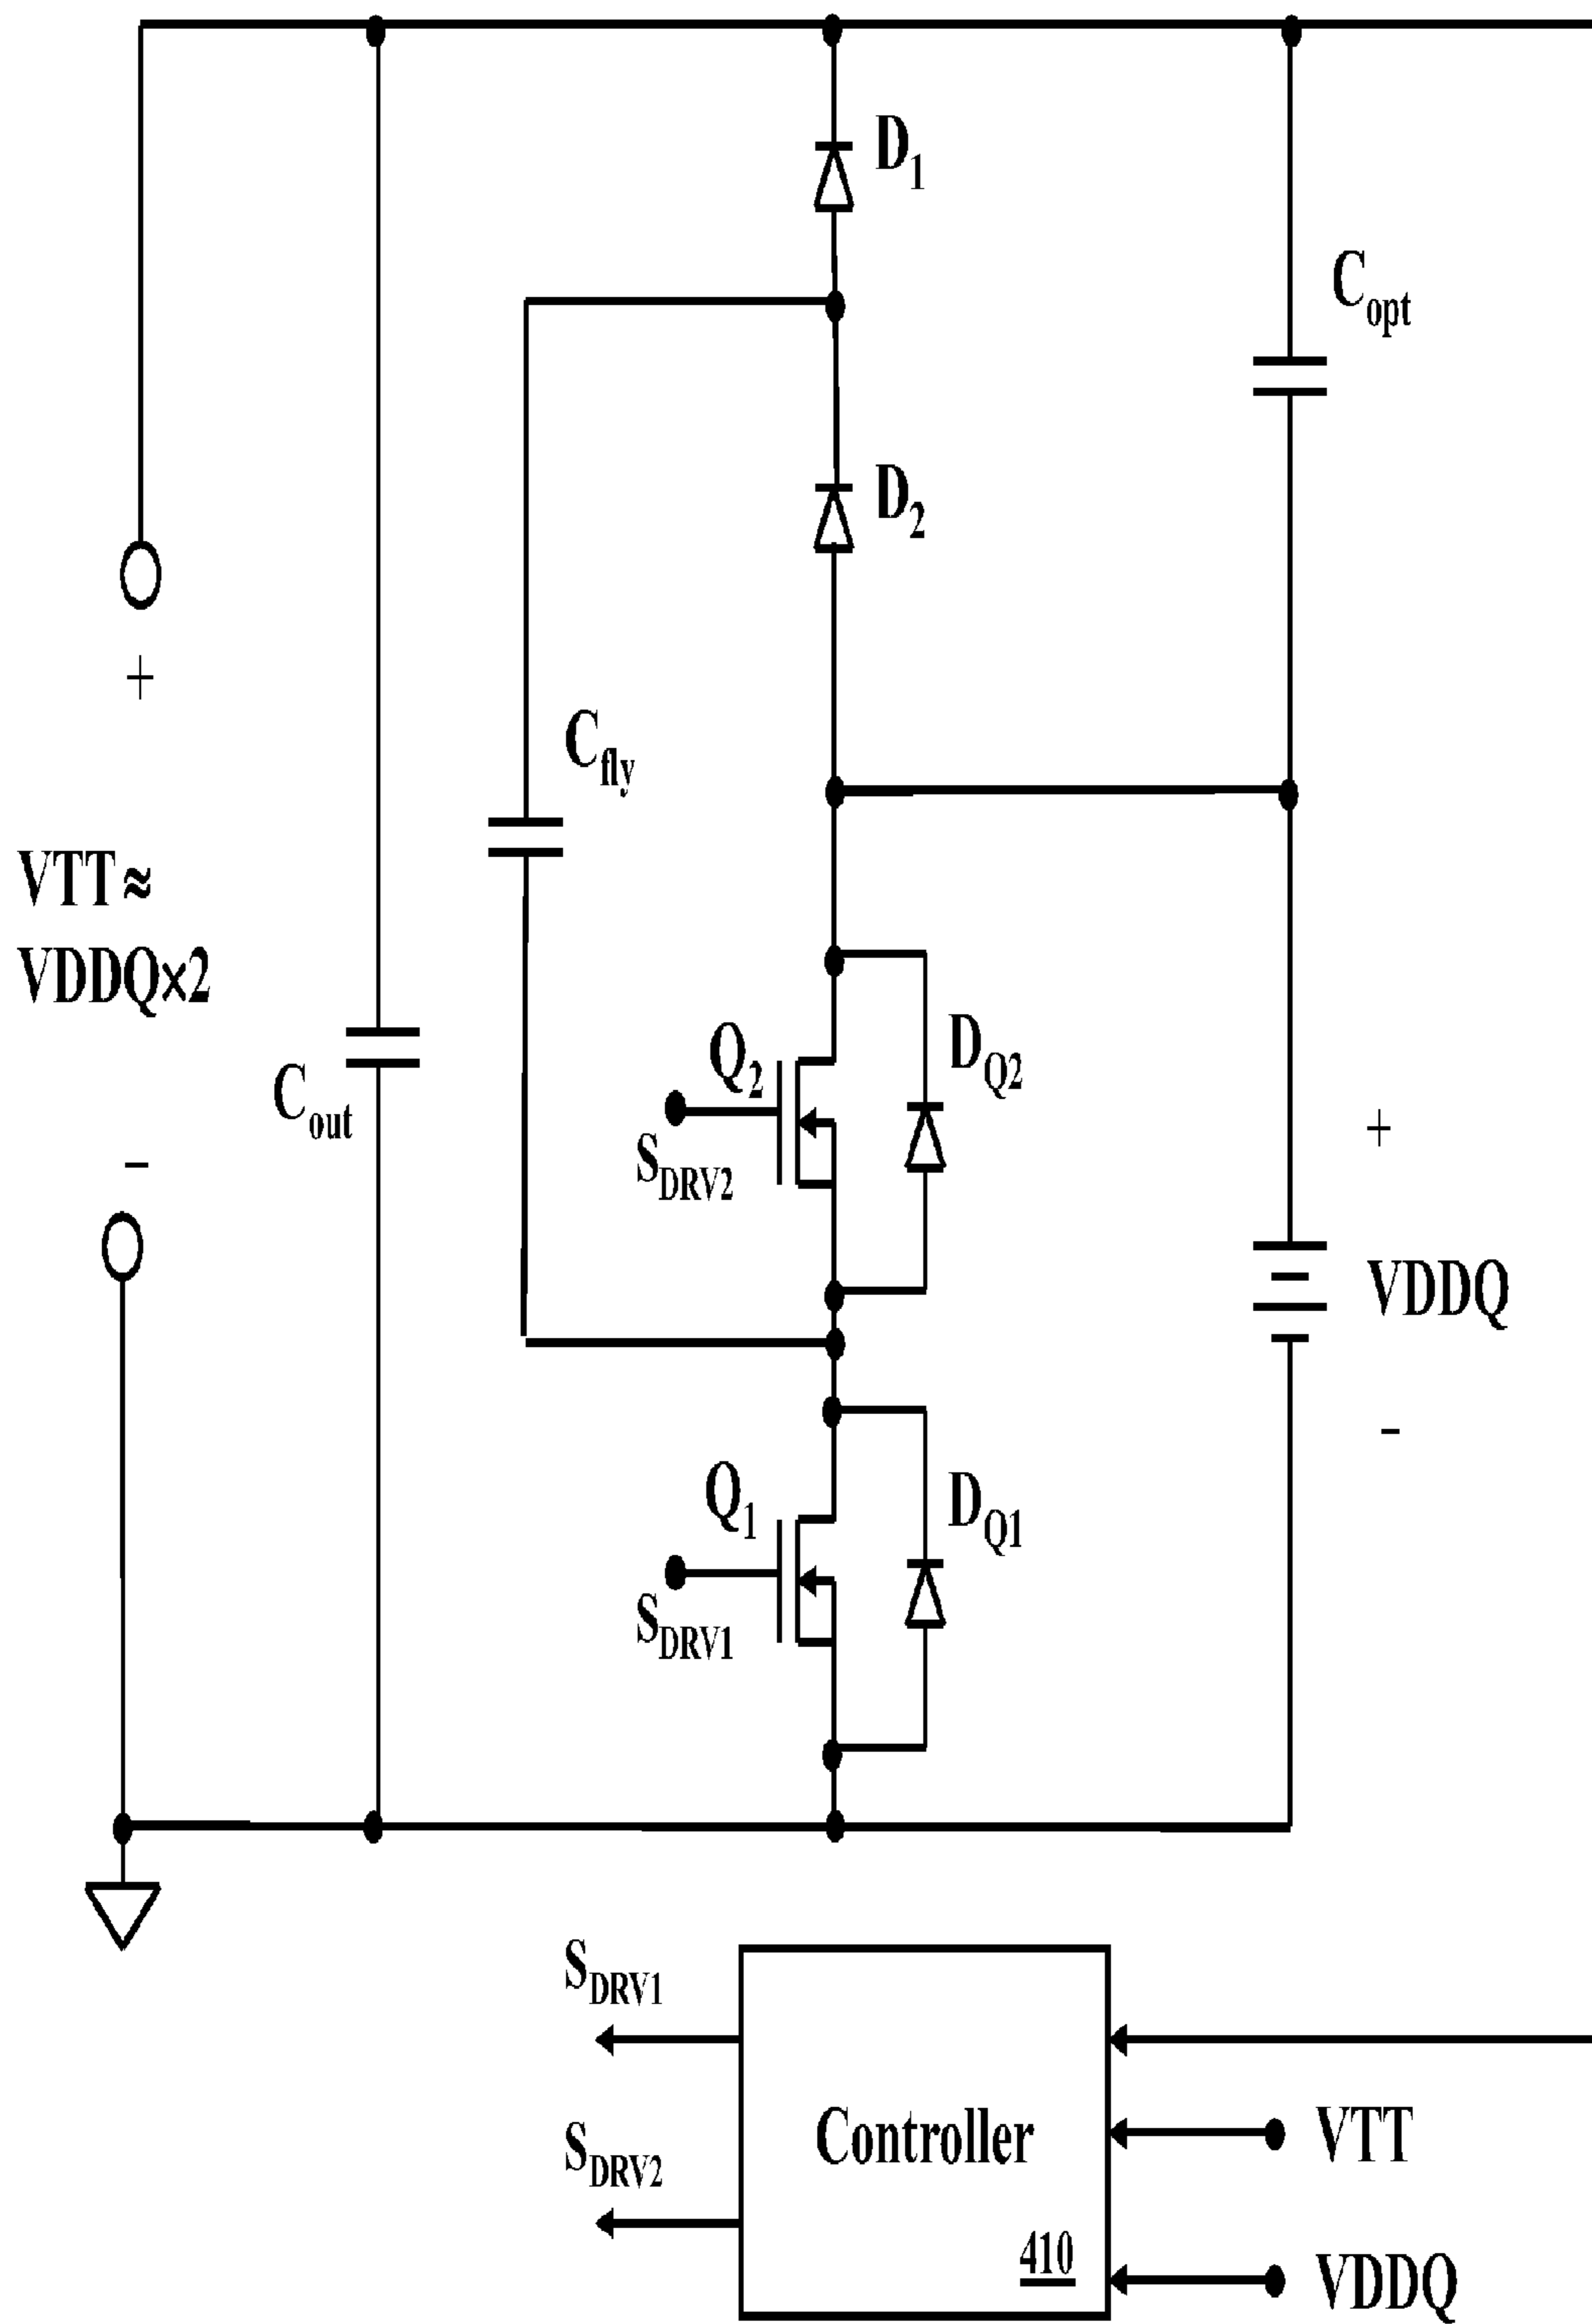 D1
Copt
D2
Cfly
+
VTT≈
VDDQ×2
Cout
-
Q2
DQ2
SDRV2
+
VDDQ
-
Q1
DQ1
SDRV1
SDRV1
SDRV2
Controller
410
VTT
VDDQ